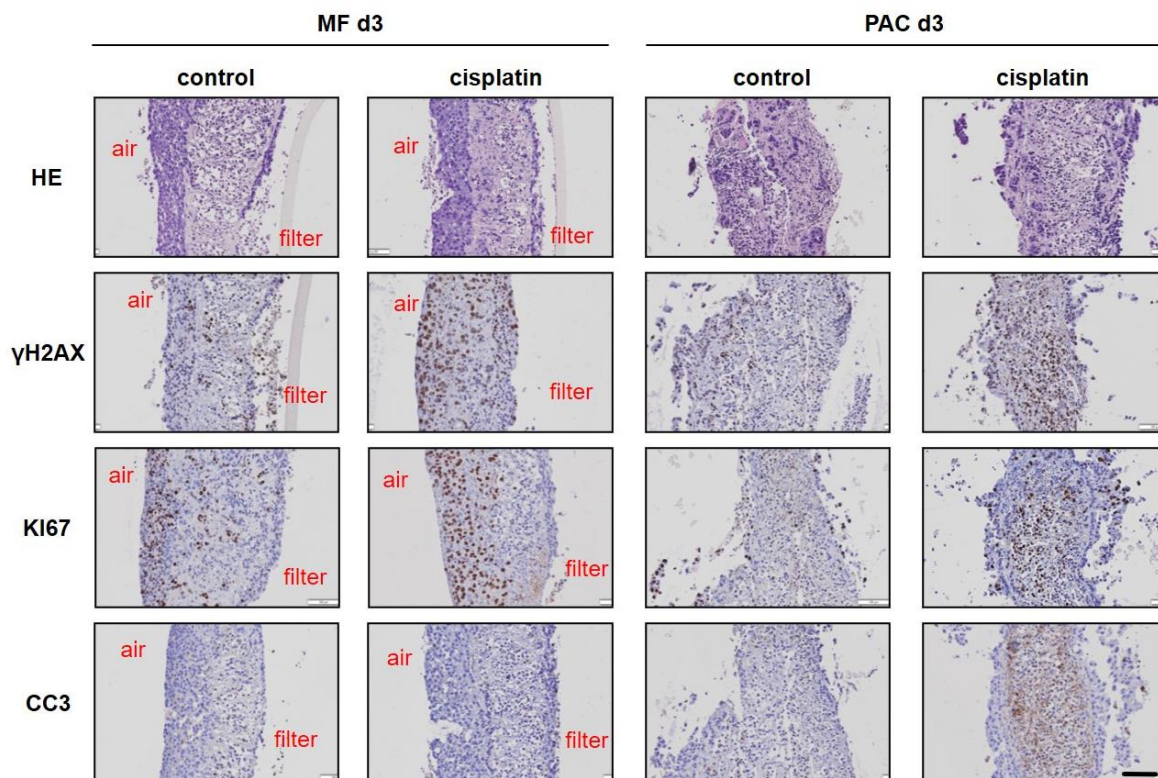 MF d3 PAC d3
control cisplatin control cisplatin
HE
air air
filter filter
γH2AX
air air
filter filter
KI67
air air
filter filter
CC3
air air
filter filter